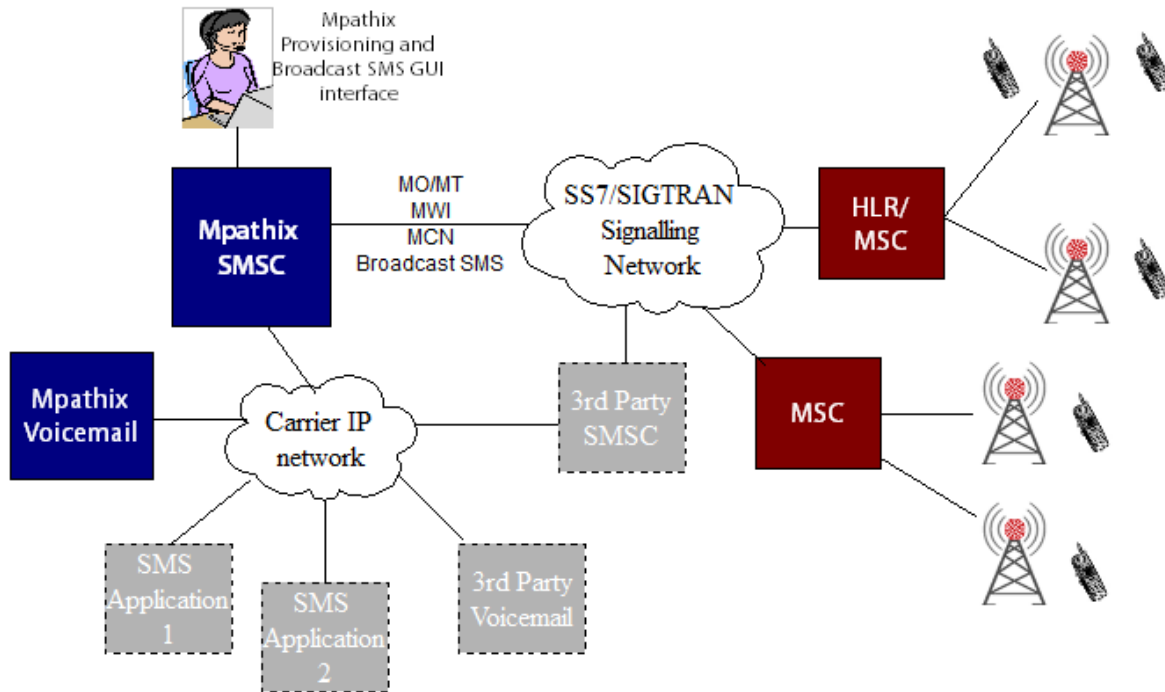 Mpathix
Provisioning and
Broadcast SMS GUI
interface
Mpathix
SMSC
MO/MT
MWI
MCN
Broadcast SMS
SS7/SIGTRAN
Signalling
Network
HLR/
MSC
Mpathix
Voicemail
Carrier IP
network
3rd Party
SMSC
MSC
SMS
Application
1
SMS
Application
2
3rd Party
Voicemail